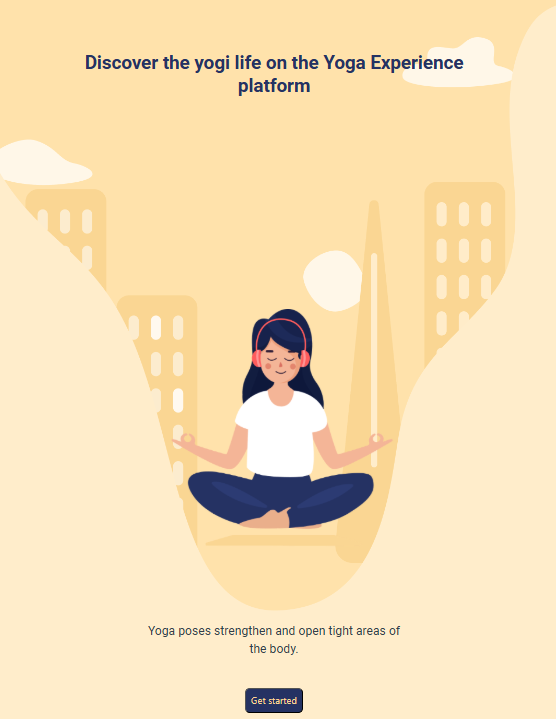 Discover the yogi life on the Yoga Experience
platform
Yoga poses strengthen and open tight areas of
the body.
Get started